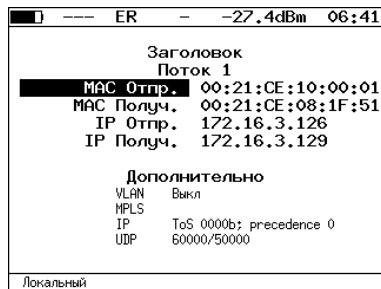 --- ER – -27.4dBm 06:41
Заголовок
Поток 1
MAC Отпр. 00:21:CE:10:00:01
MAC Получ. 00:21:CE:08:1F:51
IP Отпр. 172.16.3.126
IP Получ. 172.16.3.129
Дополнительно
VLAN Выкл
MPLS
IP ToS 0000b; precedence 0
UDP 60000/50000
Локальный